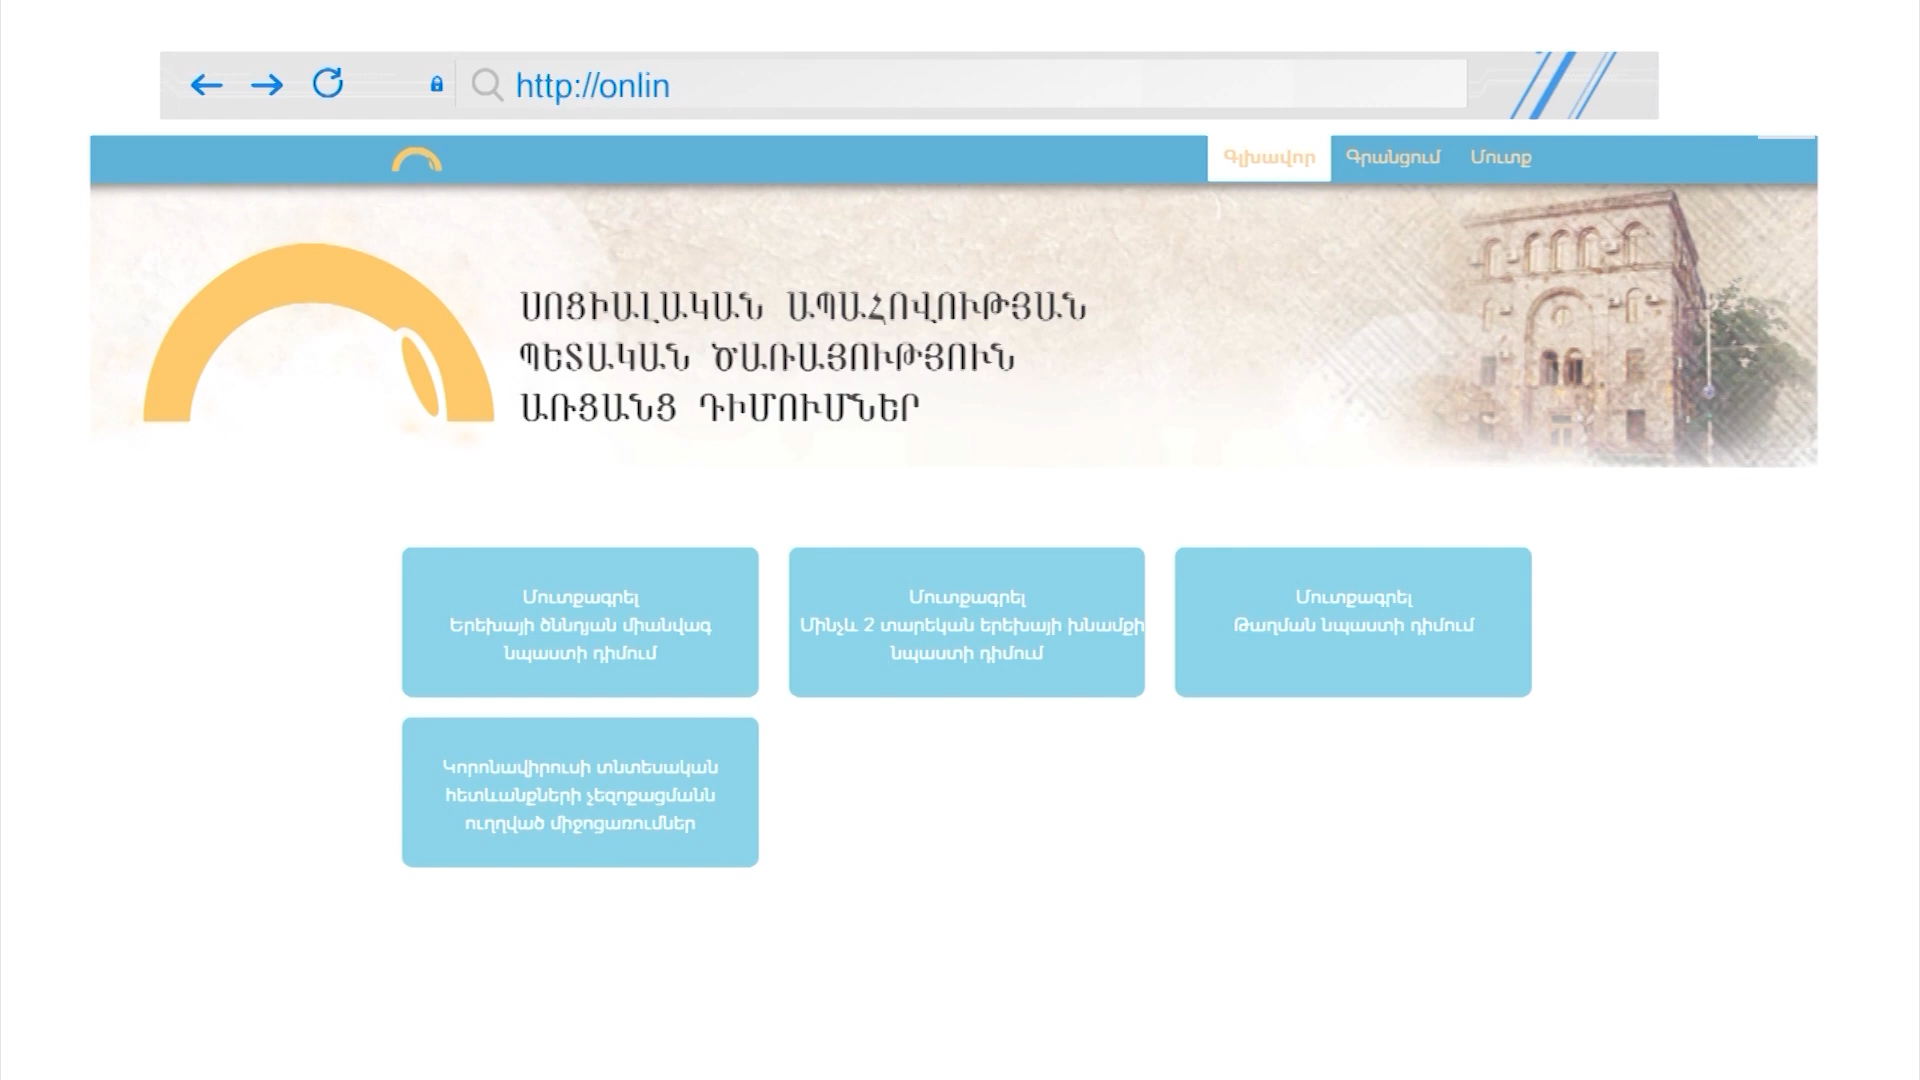 http://onlin
Գլխավոր Գրանցում Մուտք
ՍՈՑԻԱԼԱԿԱՆ ԱՊԱՀՈՎՈՒԹՅԱՆ
ՊԵՏԱԿԱՆ ԾԱՌԱՅՈՒԹՅՈՒՆ
ԱՌՑԱՆՑ ԴԻՄՈՒՄՆԵՐ
Մուտքագրել
Երեխայի ծննդյան միանվագ
նպաստի դիմում
Մուտքագրել
Մինչև 2 տարեկան երեխայի խնամքի
նպաստի դիմում
Մուտքագրել
Թաղման նպաստի դիմում
Կորոնավիրուսի տնտեսական
հետևանքների չեզոքացմանն
ուղղված միջոցառումներ